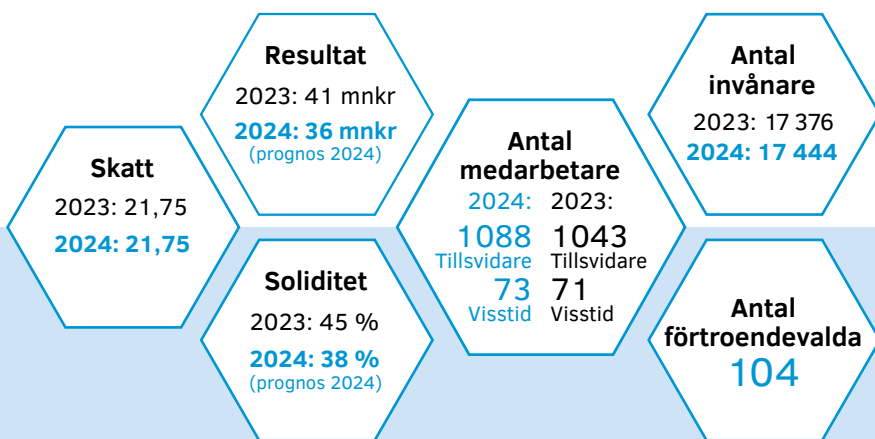 Skatt
2023: 21,75
2024: 21,75
Resultat
2023: 41 mnkr
2024: 36 mnkr
(prognos 2024)
Soliditet
2023: 45 %
2024: 38 %
(prognos 2024)
Antal
medarbetare
2024: 2023:
1088 1043
Tillsvidare Tillsvidare
73 71
Visstid Visstid
Antal
invånare
2023: 17 376
2024: 17 444
Antal
förtroendevalda
104